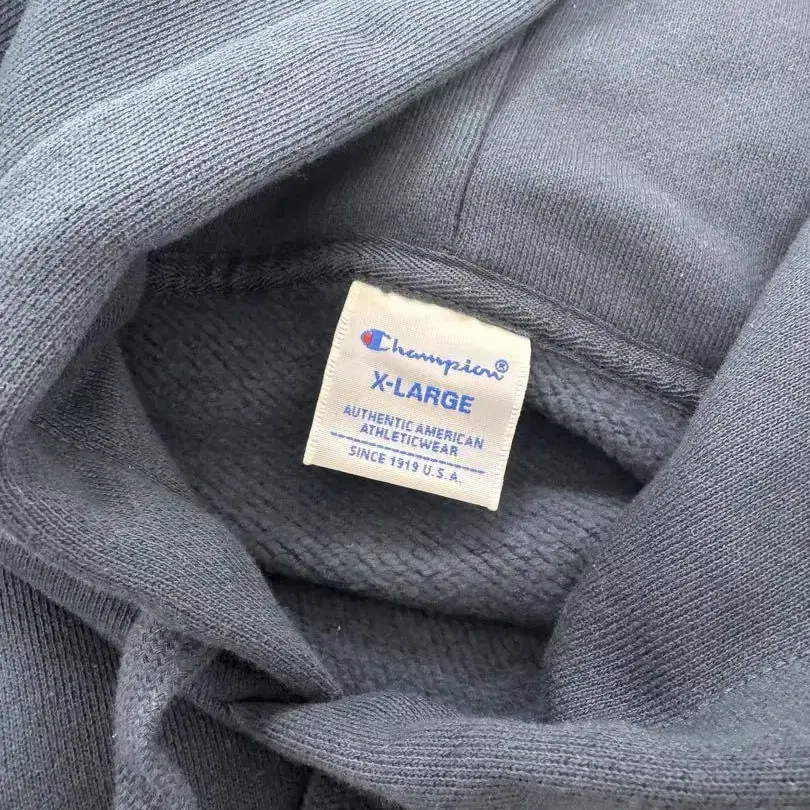 Champion®
X-LARGE
AUTHENTIC AMERICAN
ATHLETICWEAR
SINCE 1919 U.S.A.